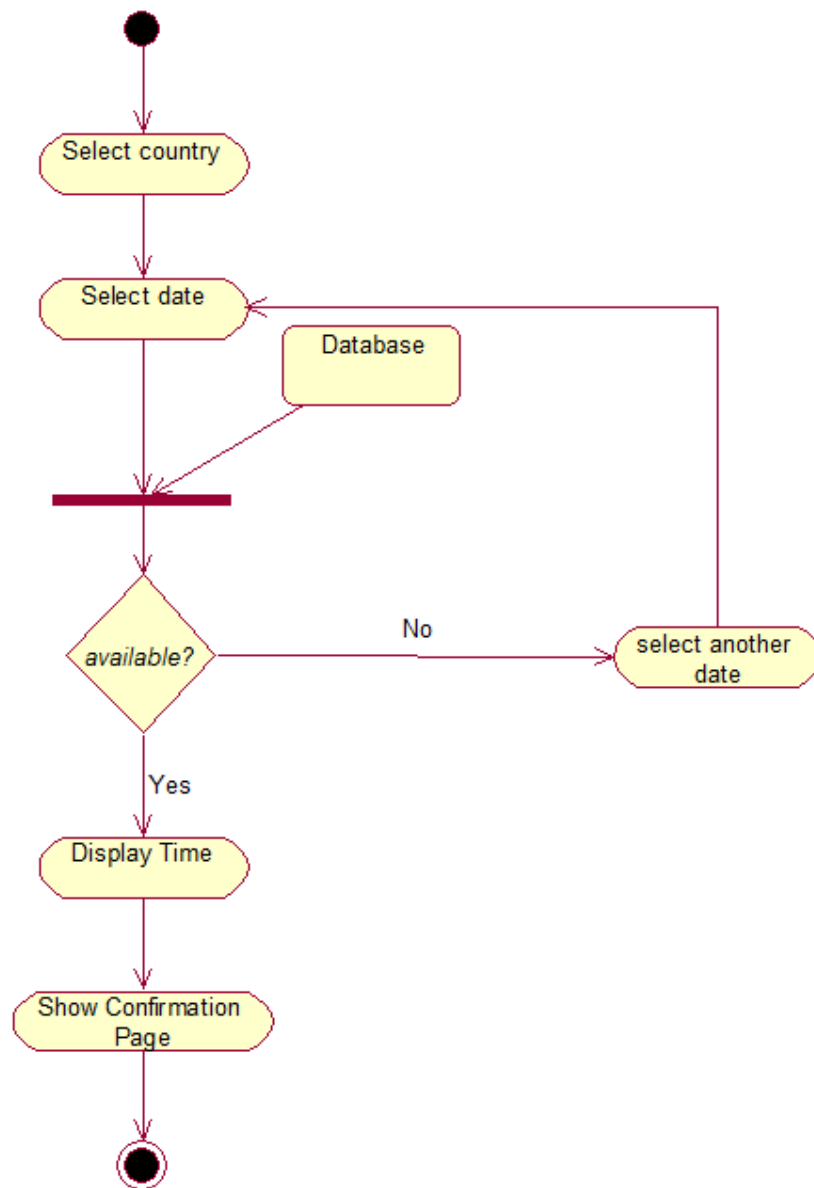 Select country
Select date
Database
available?
No
select another
date
Yes
Display Time
Show Confirmation
Page